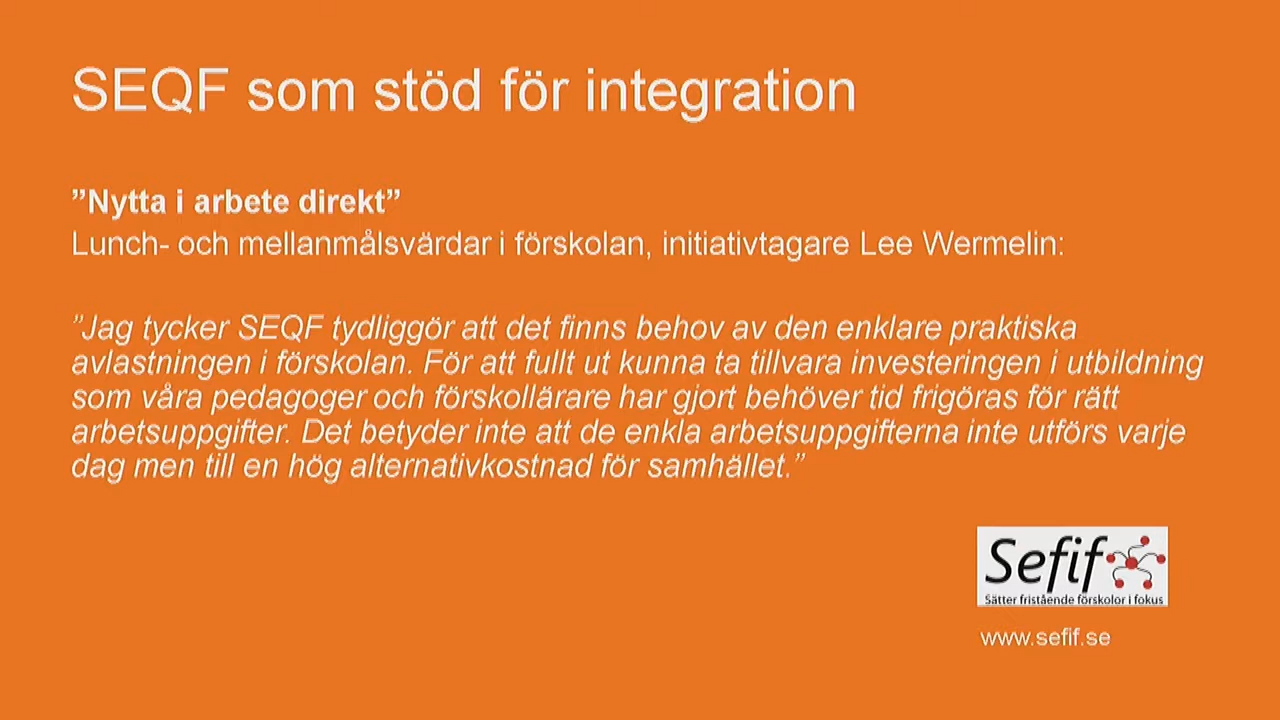 SEQF som stöd för integration
”Nytta i arbete direkt”
Lunch- och mellanmålsvärdar i förskolan, initiativtagare Lee Wermelin:
”Jag tycker SEQF tydliggör att det finns behov av den enklare praktiska
avlastningen i förskolan. För att fullt ut kunna ta tillvara investeringen i utbildning
som våra pedagoger och förskollärare har gjort behöver tid frigöras för rätt
arbetsuppgifter. Det betyder inte att de enkla arbetsuppgifterna inte utförs varje
dag men till en hög alternativkostnad för samhället.”
Sefif
Sätter fristående förskolor i fokus
www.sefif.se